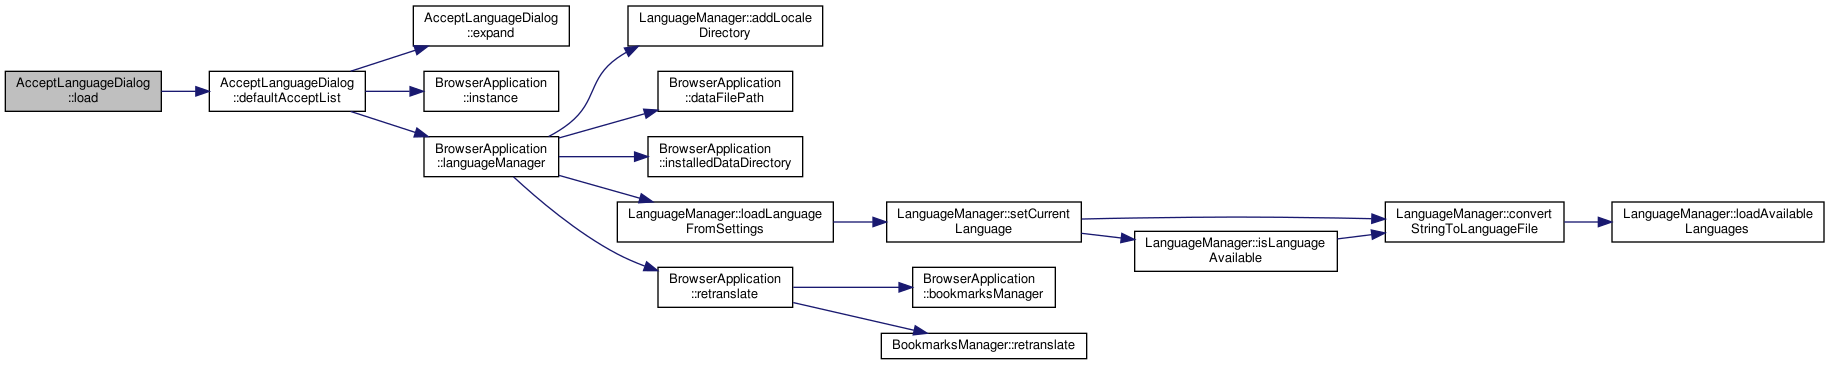 AcceptLanguageDialog
::load
AcceptLanguageDialog
::defaultAcceptList
AcceptLanguageDialog
::expand
BrowserApplication
::instance
BrowserApplication
::languageManager
LanguageManager::addLocale
Directory
BrowserApplication
::dataFilePath
BrowserApplication
::installedDataDirectory
LanguageManager::loadLanguage
FromSettings
BrowserApplication
::retranslate
LanguageManager::setCurrent
Language
BrowserApplication
::bookmarksManager
BookmarksManager::retranslate
LanguageManager::isLanguage
Available
LanguageManager::convert
StringToLanguageFile
LanguageManager::loadAvailable
Languages